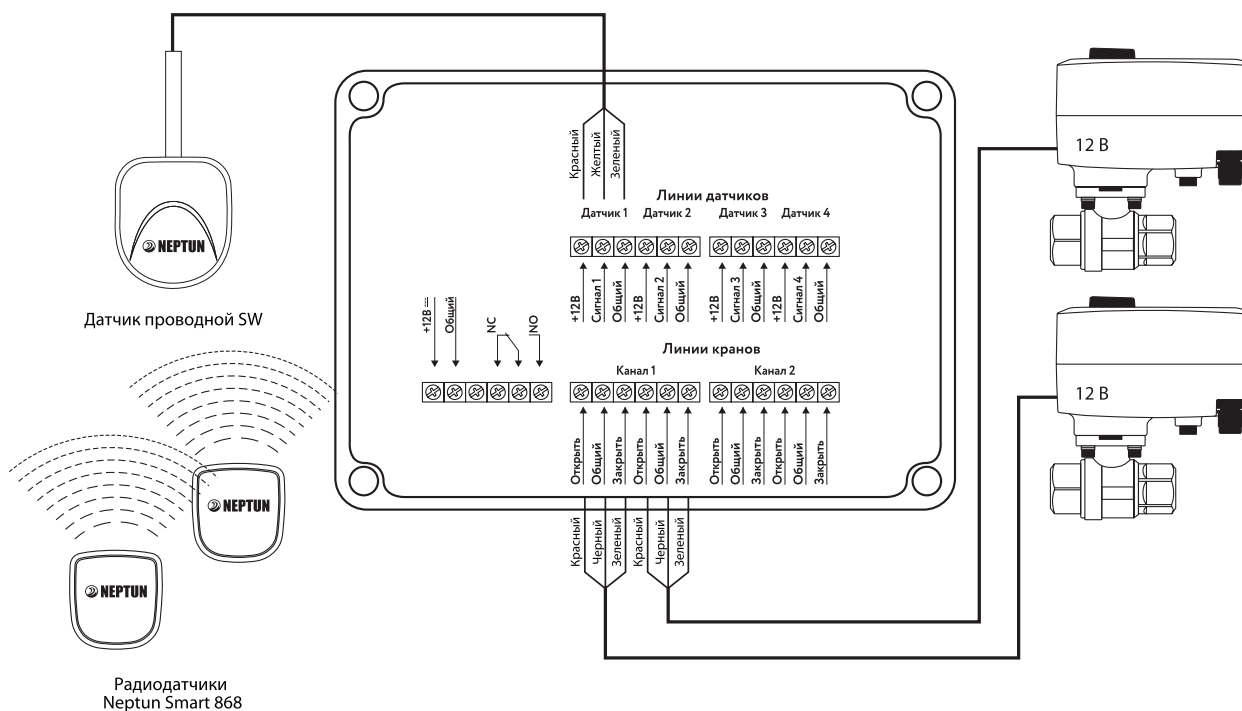 Красный
Желтый
Зеленый
Линии датчиков
Датчик 1 Датчик 2 Датчик 3 Датчик 4
+12В
Сигнал 1
Общий
+12В
Сигнал 2
Общий
+12В
Сигнал 3
Общий
+12В
Сигнал 4
Общий
NEPTUN
Датчик проводной SW
+12В
Общий
NC
NO
Линии кранов
Канал 1 Канал 2
Открыть
Общий
Закрыть
Открыть
Общий
Закрыть
Открыть
Общий
Закрыть
Открыть
Общий
Закрыть
Красный
Черный
Зеленый
Красный
Черный
Зеленый
12 В
12 В
NEPTUN
NEPTUN
Радиодатчики
Neptun Smart 868